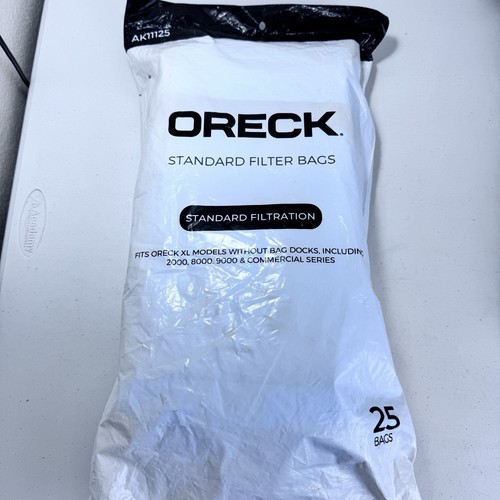 AK11125
ORECK.
STANDARD FILTER BAGS
STANDARD FILTRATION
FITS ORECK XL MODELS WITHOUT BAG DOCKS, INCLUDING
2000, 8000, 9000 & COMMERCIAL SERIES
25
BAGS
Academy